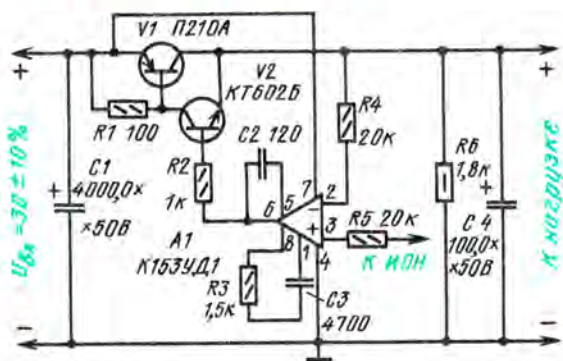 V1 П210А
+
+
V2
КТ602Б
R1 100
C2 120
R4
20к
R2
1к
C1
4000,0×
×50В
Uвх =30±10%
7
2
6
5
−
+
3
8
1
4
R5 20к
К ИОН
R6
1,8к
+
+
C4
100,0×
×50В
К нагрузке
А1
К153УД1
R3
1,5к
C3
4700
−
−